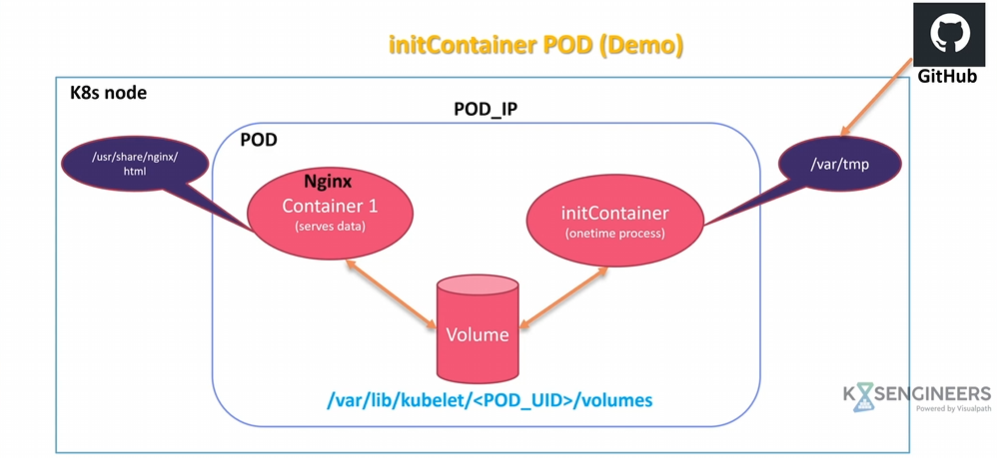 initContainer POD (Demo)
GitHub
K8s node
POD_IP
POD
/usr/share/nginx/
html
Nginx
Container 1
(serves data)
initContainer
(onetime process)
/var/tmp
Volume
/var/lib/kubelet/<POD_UID>/volumes
K8SENGINEERS
Powered by Visualpath